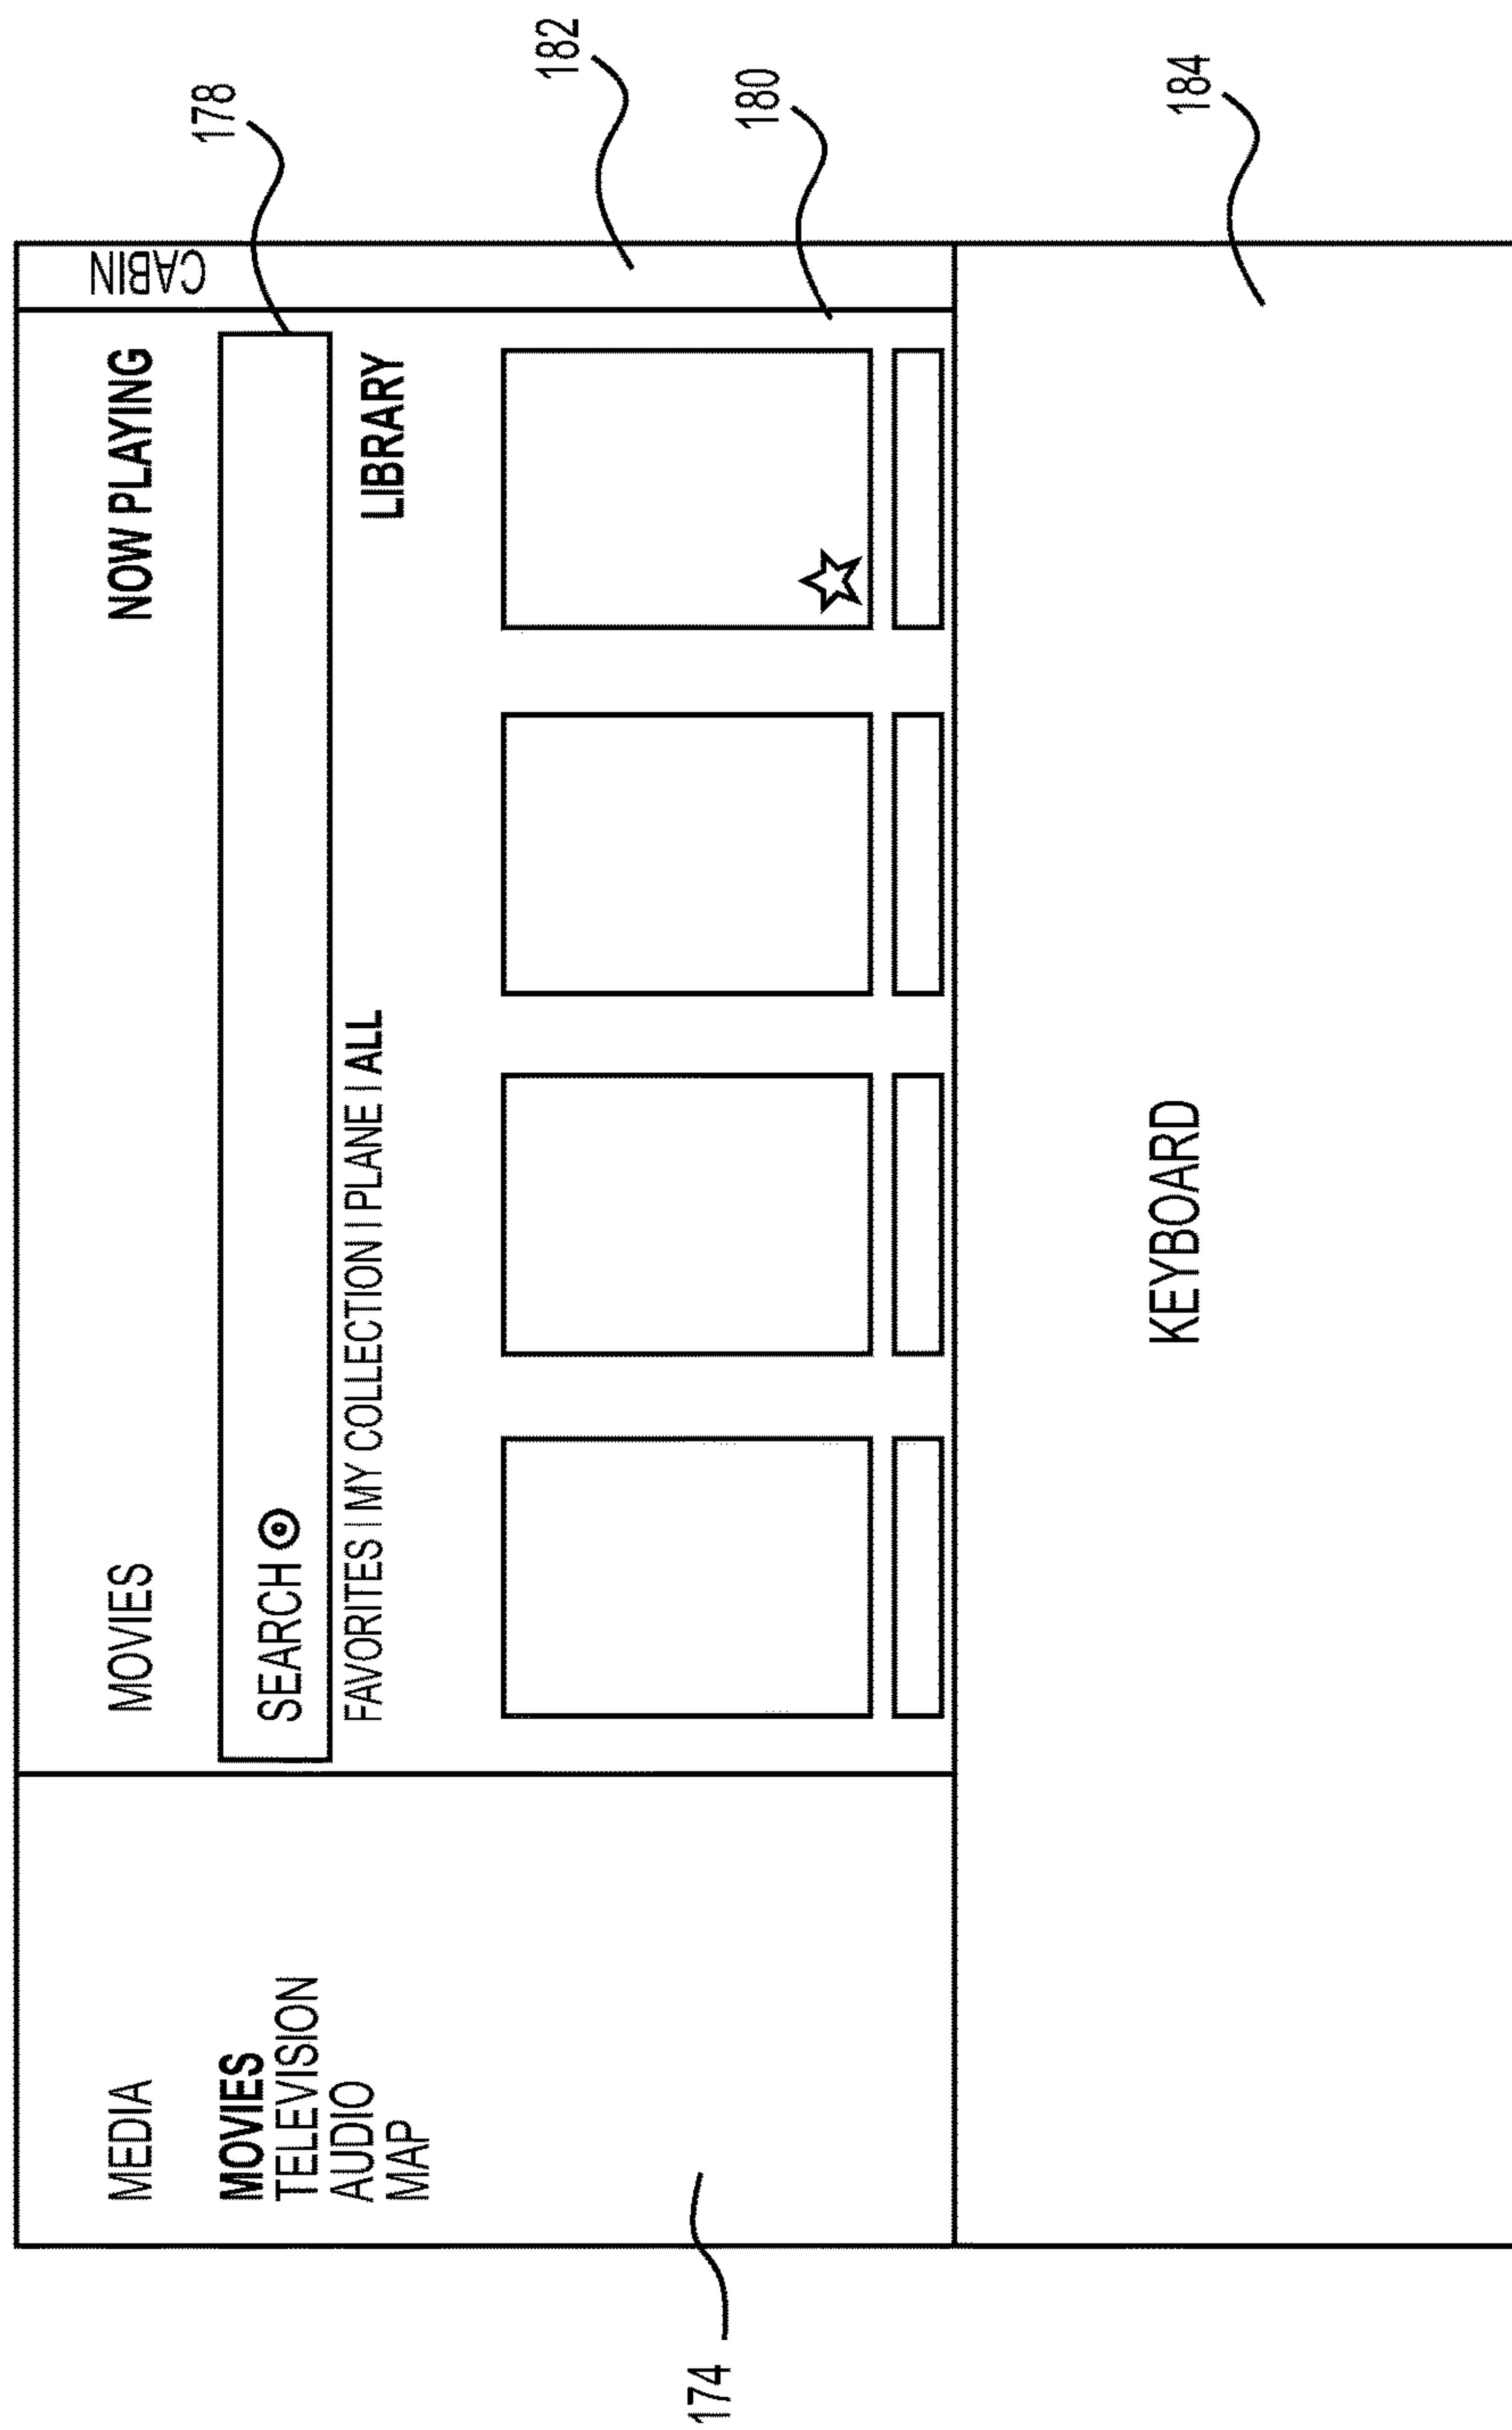 MEDIA
MOVIES
TELEVISION
AUDIO
MAP
MOVIES
NOW PLAYING
SEARCH
FAVORITES | MY COLLECTION | PLANE | ALL
LIBRARY
CABIN
KEYBOARD
174
178
182
180
184